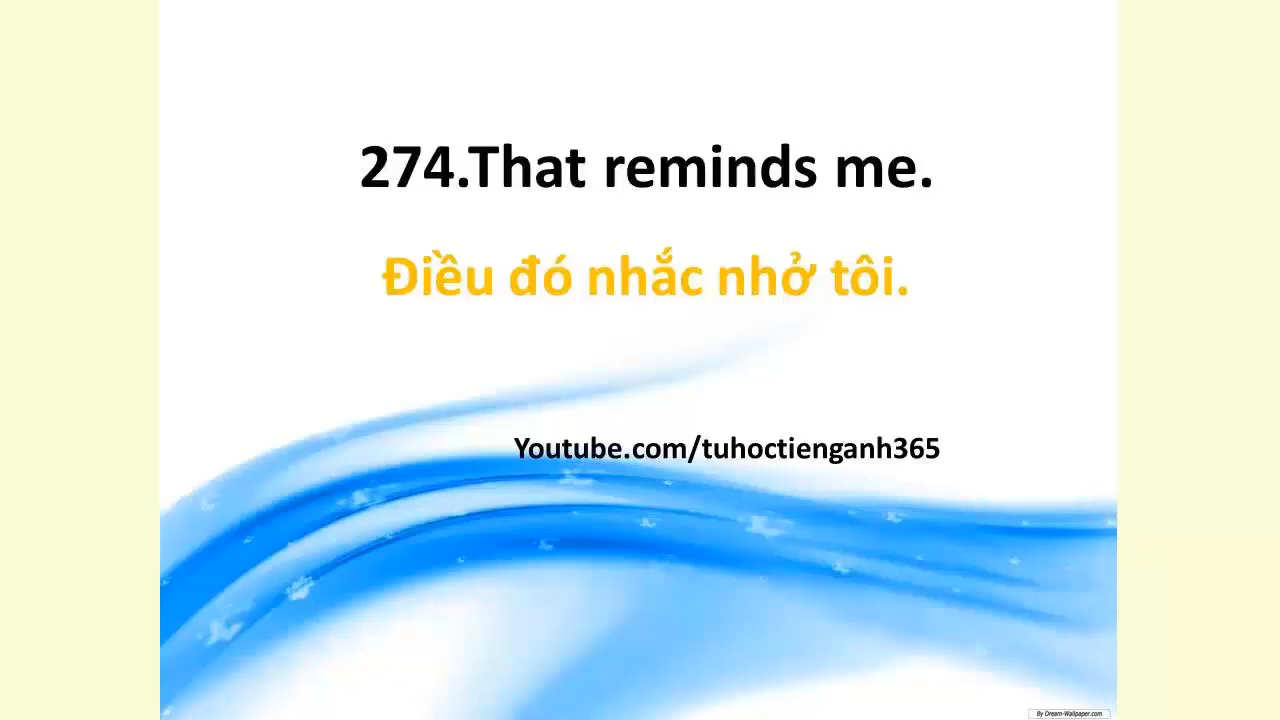 274.That reminds me.
Điều đó nhắc nhở tôi.
Youtube.com/tuhoctienganh365
By Dream-Wallpaper.com